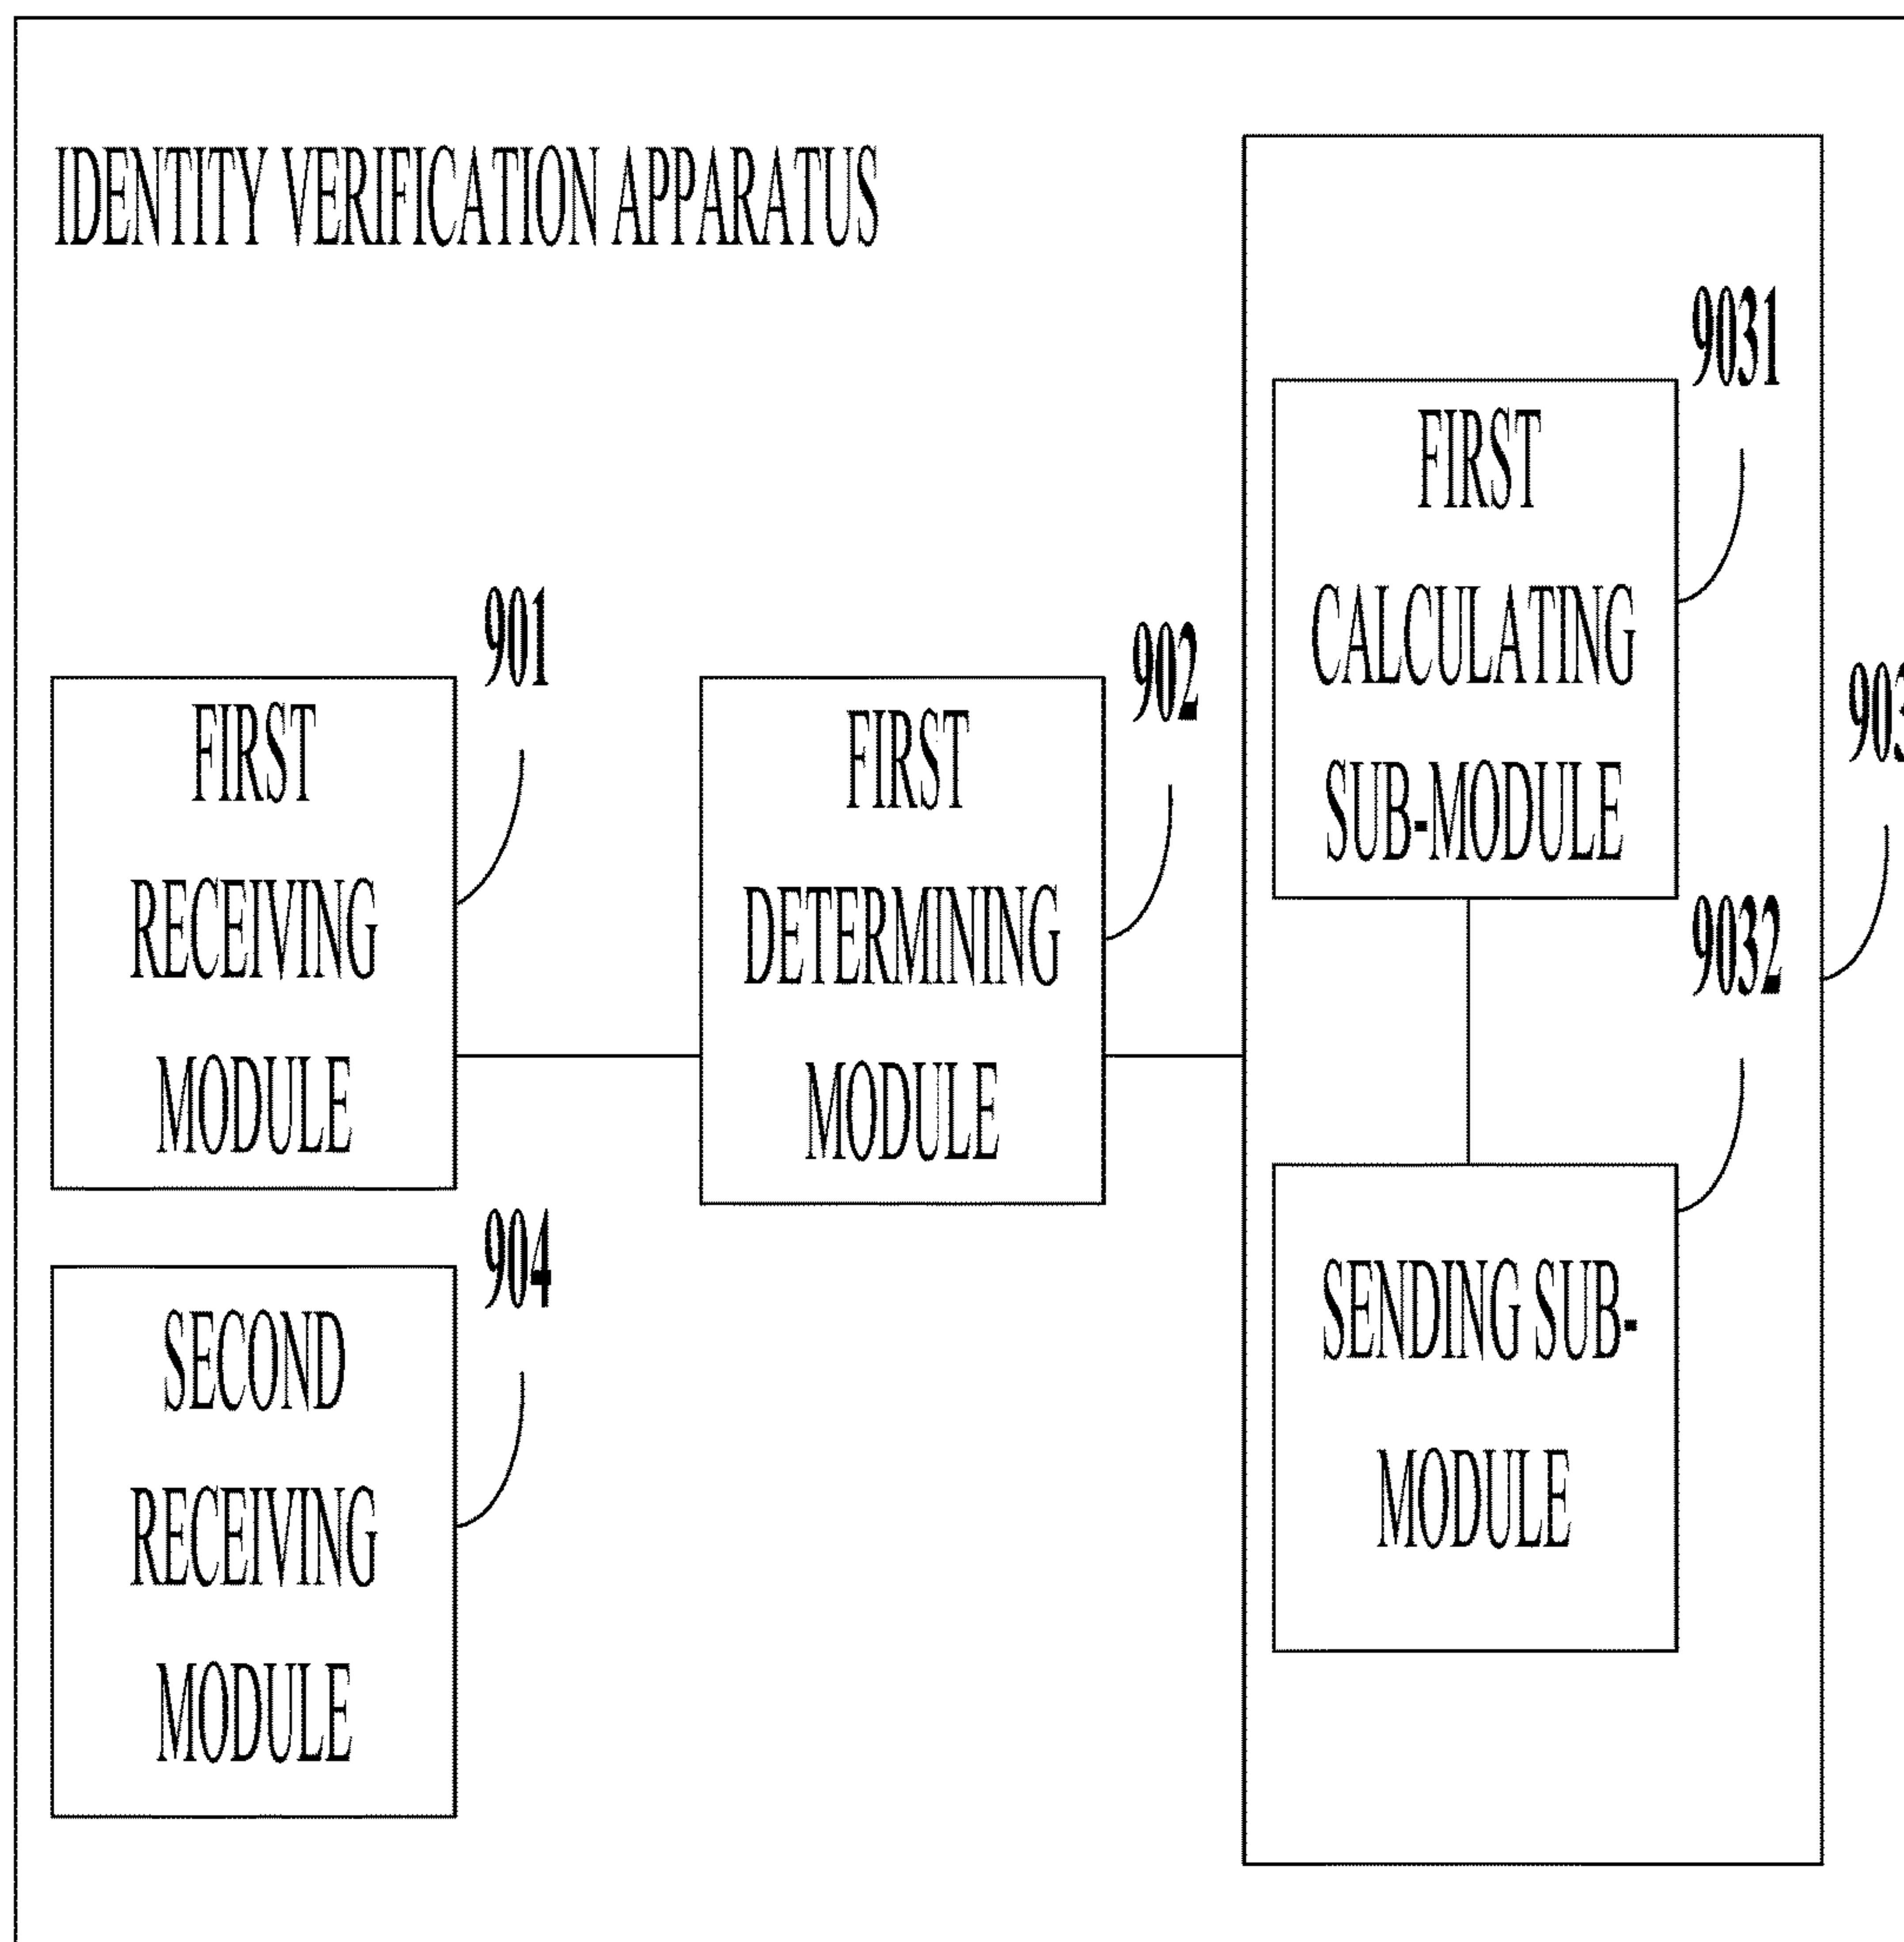 IDENTITY VERIFICATION APPARATUS
901
FIRST
RECEIVING
MODULE
902
FIRST
DETERMINING
MODULE
9031
FIRST
CALCULATING
SUB-MODULE
903
9032
SENDING SUB-
MODULE
904
SECOND
RECEIVING
MODULE